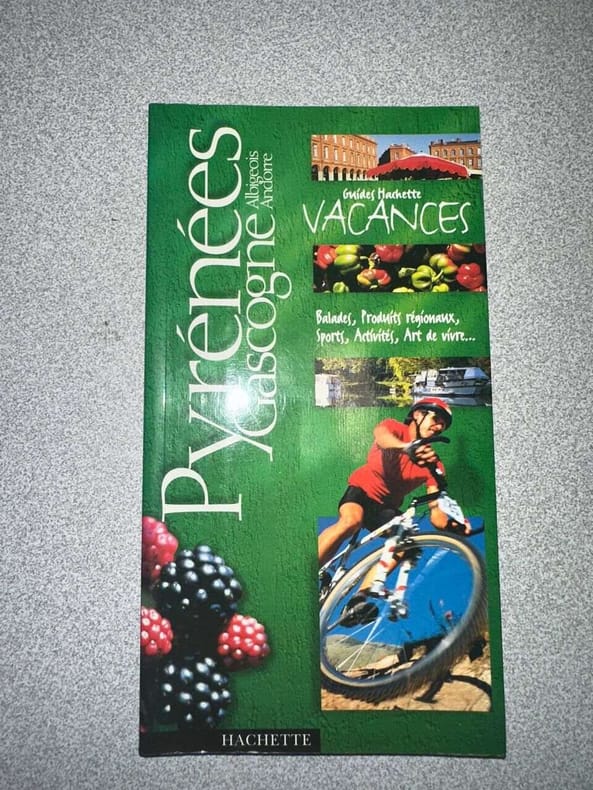 Pyrénées
Gascogne
Albigeois
Andorre
Guides Hachette
VACANCES
Balades, Produits régionaux,
Sports, Activités, Art de vivre...
HACHETTE